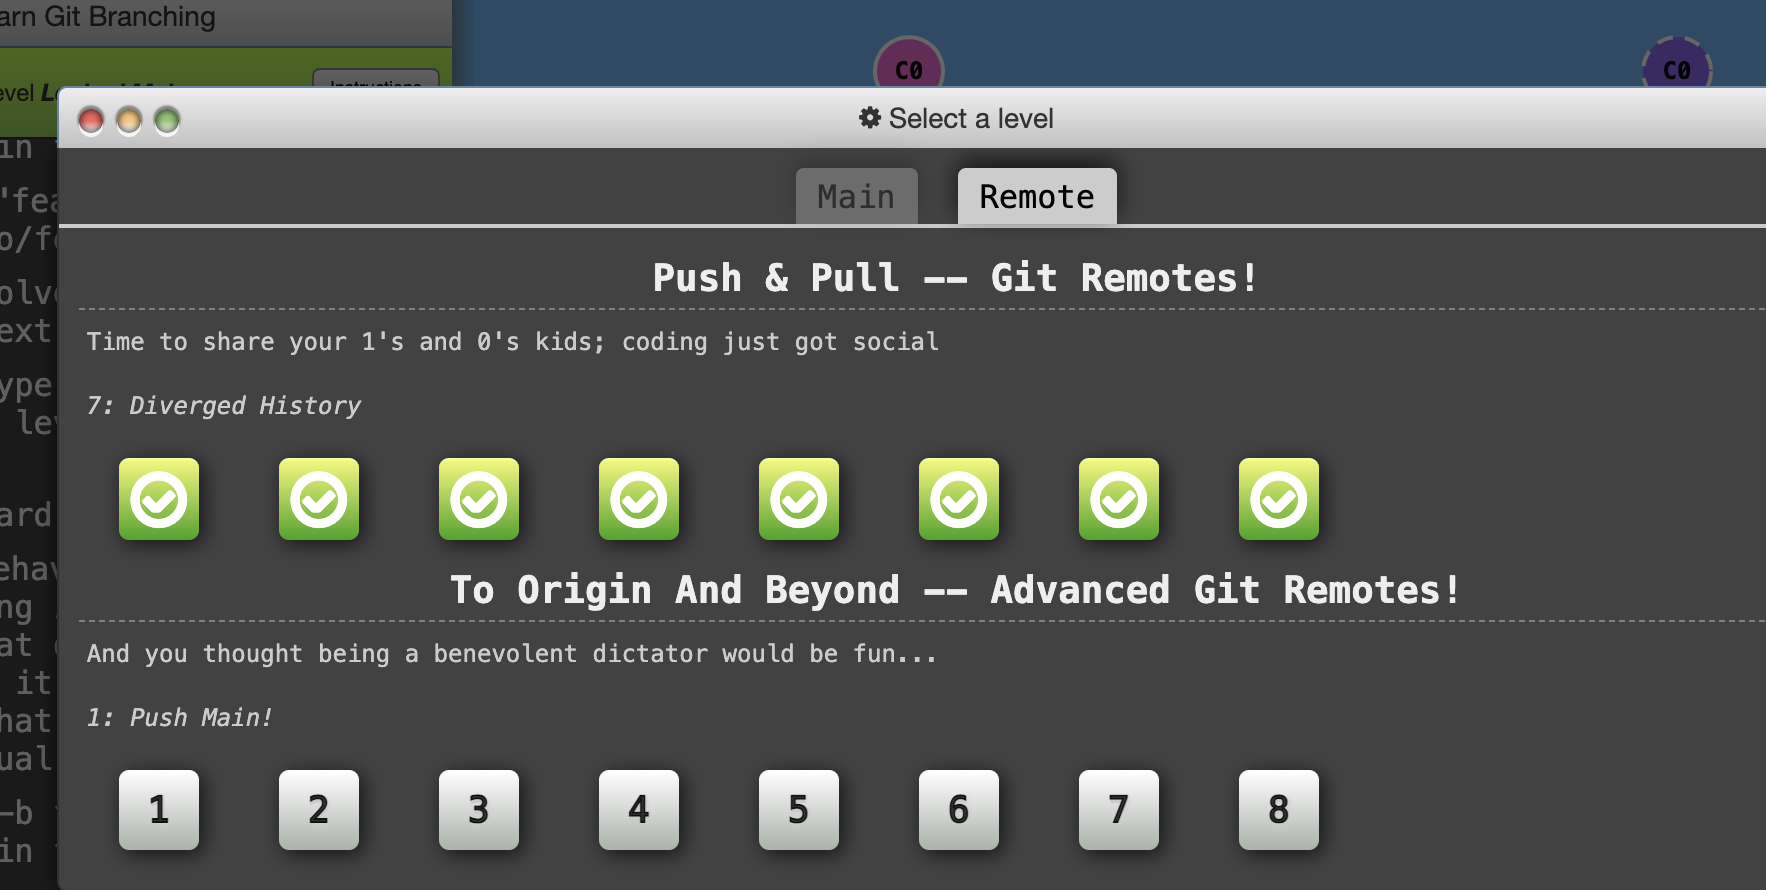 arn Git Branching
C0
C0
evel
Instructions
Select a level
in
Main
Remote
'fea
o/fo
Push & Pull -- Git Remotes!
olve
ext
Time to share your 1's and 0's kids; coding just got social
ype
lev
7: Diverged History
ard
ehav
ng
To Origin And Beyond -- Advanced Git Remotes!
at
it
And you thought being a benevolent dictator would be fun...
hat
1: Push Main!
ual
-b
in
1
2
3
4
5
6
7
8